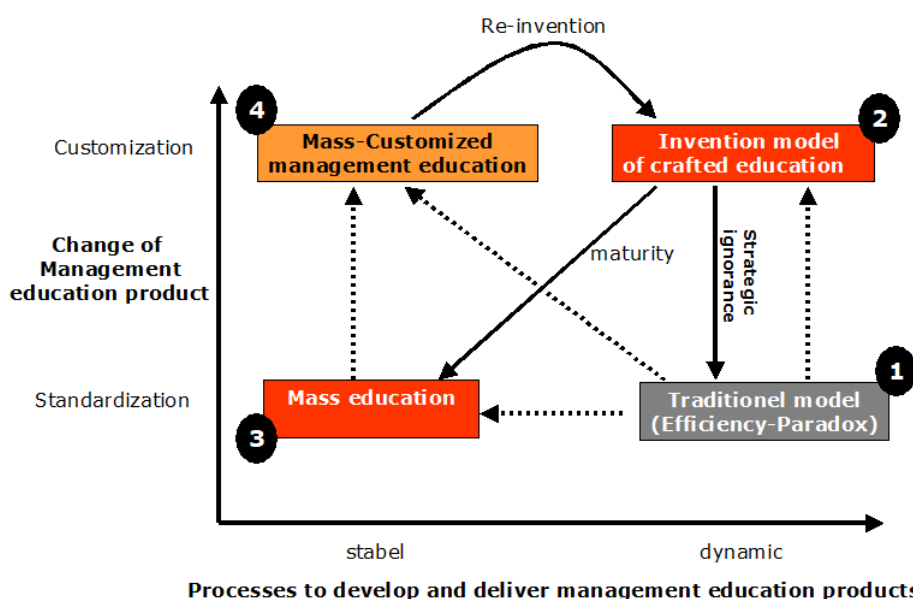 Re-invention
4
2
Customization
Mass-Customized
management education
Invention model
of crafted education
Change of
Management
education product
maturity
Strategic
ignorance
1
Standardization
Mass education
Traditionel model
(Efficiency-Paradox)
3
stabel
dynamic
Processes to develop and deliver management education products